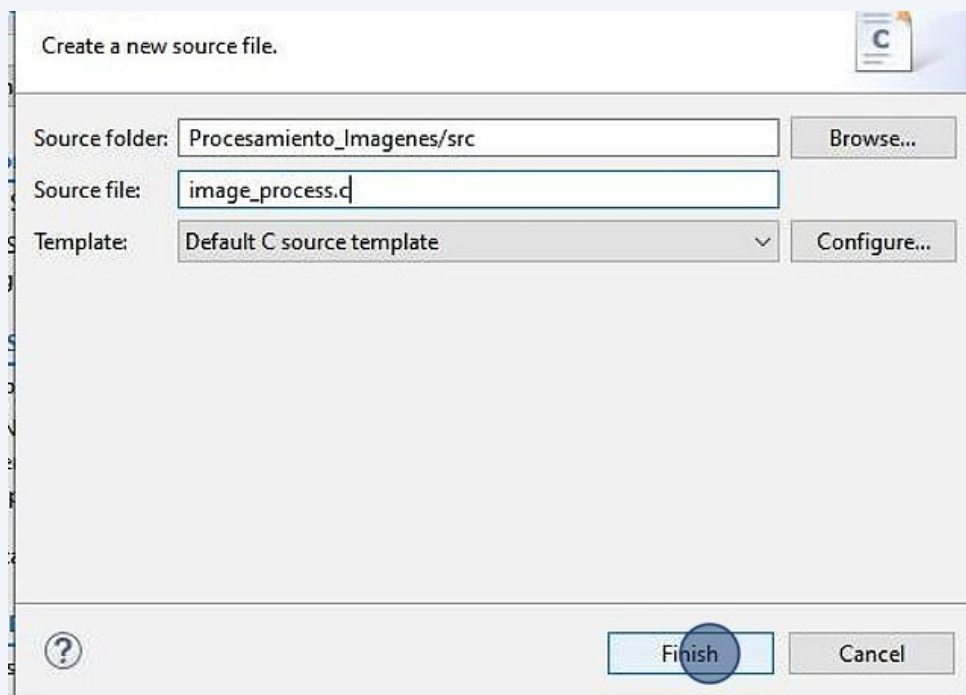 Create a new source file.
C
Source folder: Procesamiento_Imagenes/src Browse...
Source file: image_process.c
Template: Default C source template Configure...
? Finish Cancel